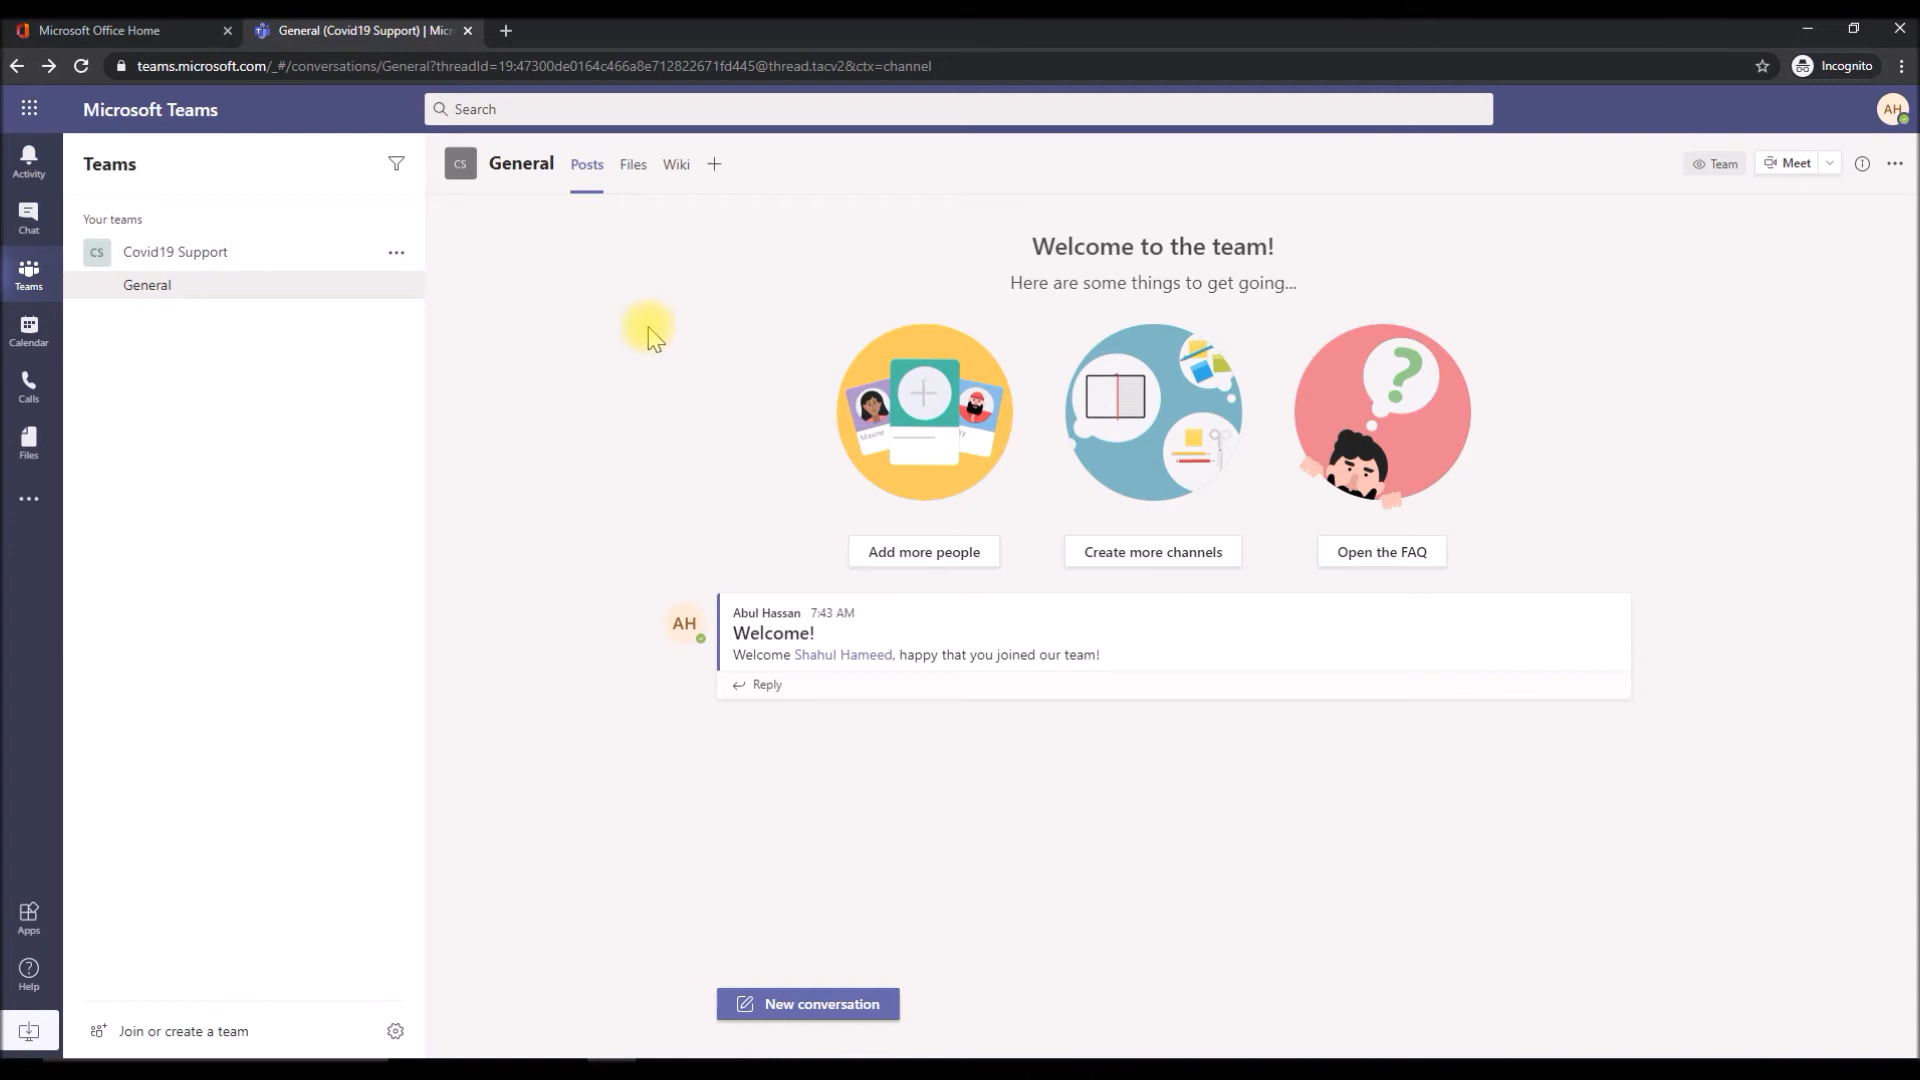 Microsoft Office Home
General (Covid19 Support) | Micr
teams.microsoft.com/_#/conversations/General?threadId=19:47300de0164c466a8e712822671fd445@thread.tacv2&ctx=channel
Incognito
Microsoft Teams
Search
AH
Activity
Chat
Teams
Calendar
Calls
Files
Apps
Help
Teams
Your teams
CS Covid19 Support
General
Join or create a team
CS General Posts Files Wiki
Team Meet
Welcome to the team!
Here are some things to get going...
Maxine ky
Add more people
Create more channels
Open the FAQ
AH
Abul Hassan 7:43 AM
Welcome!
Welcome Shahul Hameed, happy that you joined our team!
Reply
New conversation